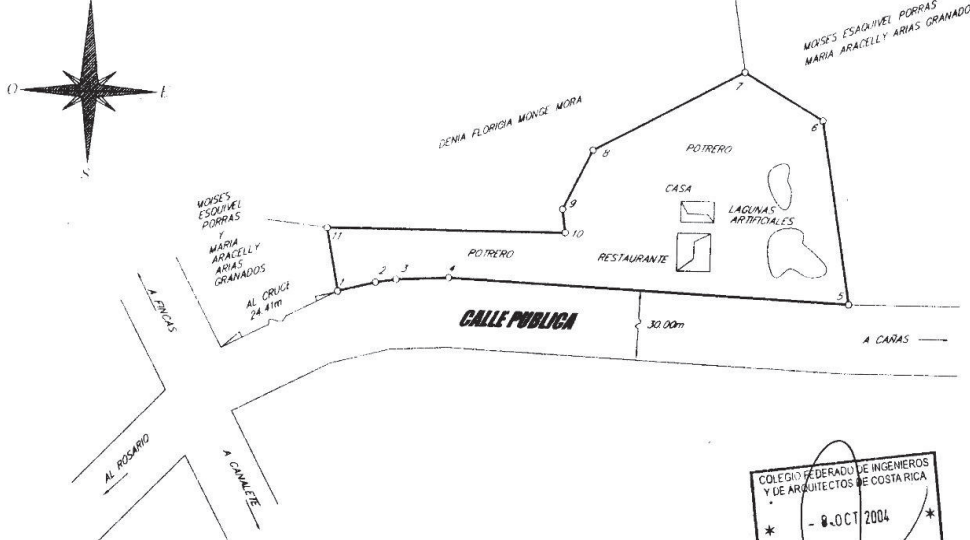 MOISES ESAQUIVEL PORRAS
MARIA ARACELLY ARIAS GRANADO
O
E
S
DENIA FLORICIA MONGE MORA
7
6
8
POTRERO
CASA
LAGUNAS
ARTIFICIALES
9
10
RESTAURANTE
MOISES
ESQUIVEL
PORRAS
Y
MARIA
ARACELLY
ARIAS
GRANADOS
11
POTRERO
1
2
3
4
5
AL CRUCE
24.41m
A FINCAS
CALLE PUBLICA
30.00m
A CAÑAS
AL ROSARIO
A CANALETE
COLEGIO FEDERADO DE INGENIEROS
Y DE ARQUITECTOS DE COSTA RICA
- 8.OCT 2004